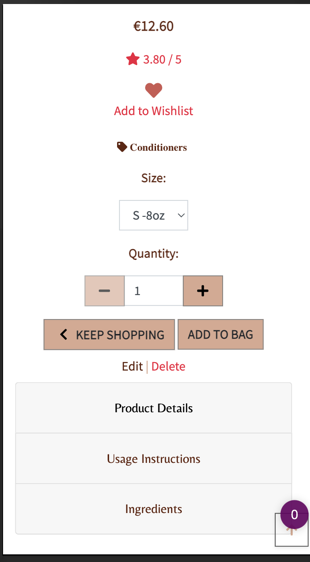 €12.60
3.80 / 5
Add to Wishlist
Conditioners
Size:
S -8oz
Quantity:
1
KEEP SHOPPING ADD TO BAG
Edit | Delete
Product Details
Usage Instructions
Ingredients
0